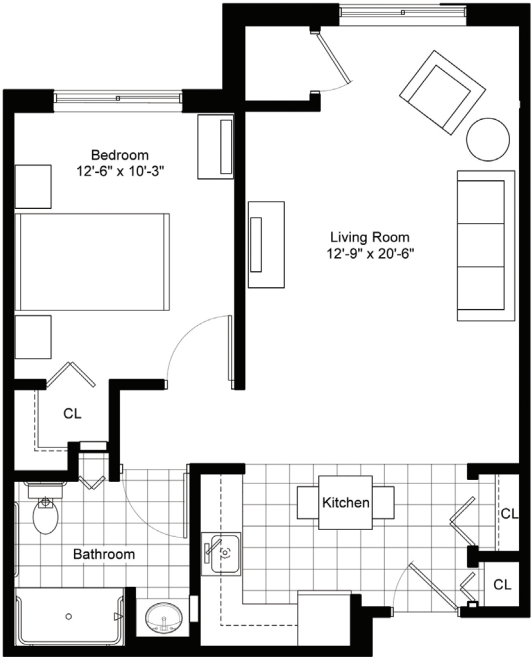 Bedroom
12'-6" x 10'-3"
Living Room
12'-9" x 20'-6"
CL
Kitchen
CL
Bathroom
CL